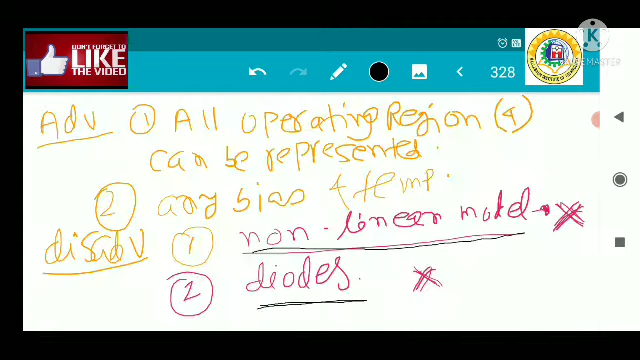 DON'T FORGET TO
LIKE
THE VIDEO
328
K
Adv ① All Operating Region (4)
can be represented.
② any bias & temp.
disadv ① non-linear model.
② diodes.